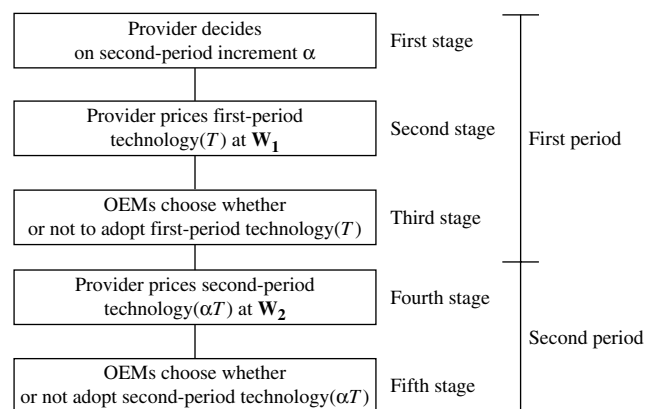 Provider decides
on second-period increment α
First stage
Provider prices first-period
technology(T) at W1
Second stage
First period
OEMs choose whether
or not to adopt first-period technology(T)
Third stage
Provider prices second-period
technology(αT) at W2
Fourth stage
Second period
OEMs choose whether
or not adopt second-period technology(αT)
Fifth stage